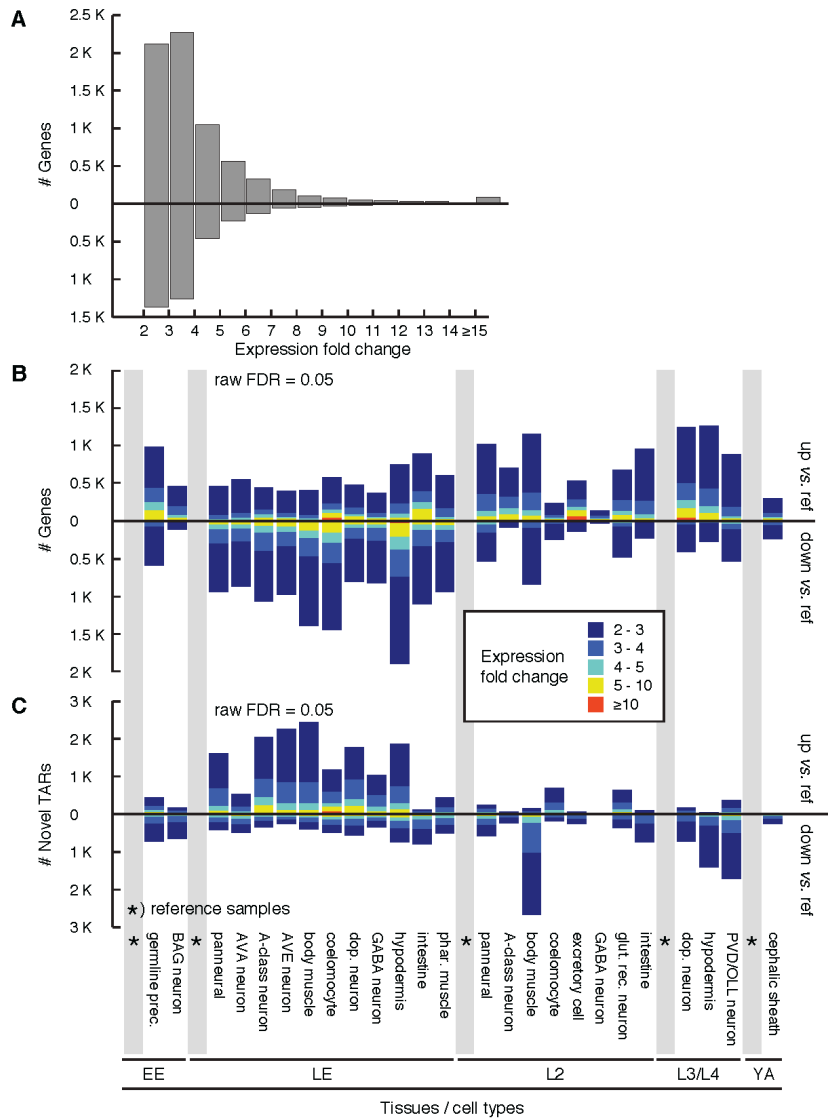 A
2.5 K
2 K
1.5 K
1 K
0.5 K
0
0.5 K
1 K
1.5 K
# Genes
2 3 4 5 6 7 8 9 10 11 12 13 14 ≥15
Expression fold change
B
2 K
1.5 K
1 K
0.5 K
0
0.5 K
1 K
1.5 K
2 K
# Genes
raw FDR = 0.05
up vs. ref
down vs. ref
Expression
fold change
2 - 3
3 - 4
4 - 5
5 - 10
≥10
C
3 K
2 K
1 K
0
1 K
2 K
3 K
# Novel TARs
raw FDR = 0.05
up vs. ref
down vs. ref
*) reference samples
*
germline prec.
BAG neuron
*
panneural
AVA neuron
A-class neuron
AVE neuron
body muscle
coelomocyte
dop. neuron
GABA neuron
hypodermis
intestine
phar. muscle
*
panneural
A-class neuron
body muscle
coelomocyte
excretory cell
GABA neuron
glut. rec. neuron
intestine
*
dop. neuron
hypodermis
PVD/OLL neuron
*
cephalic sheath
EE LE L2 L3/L4 YA
Tissues / cell types